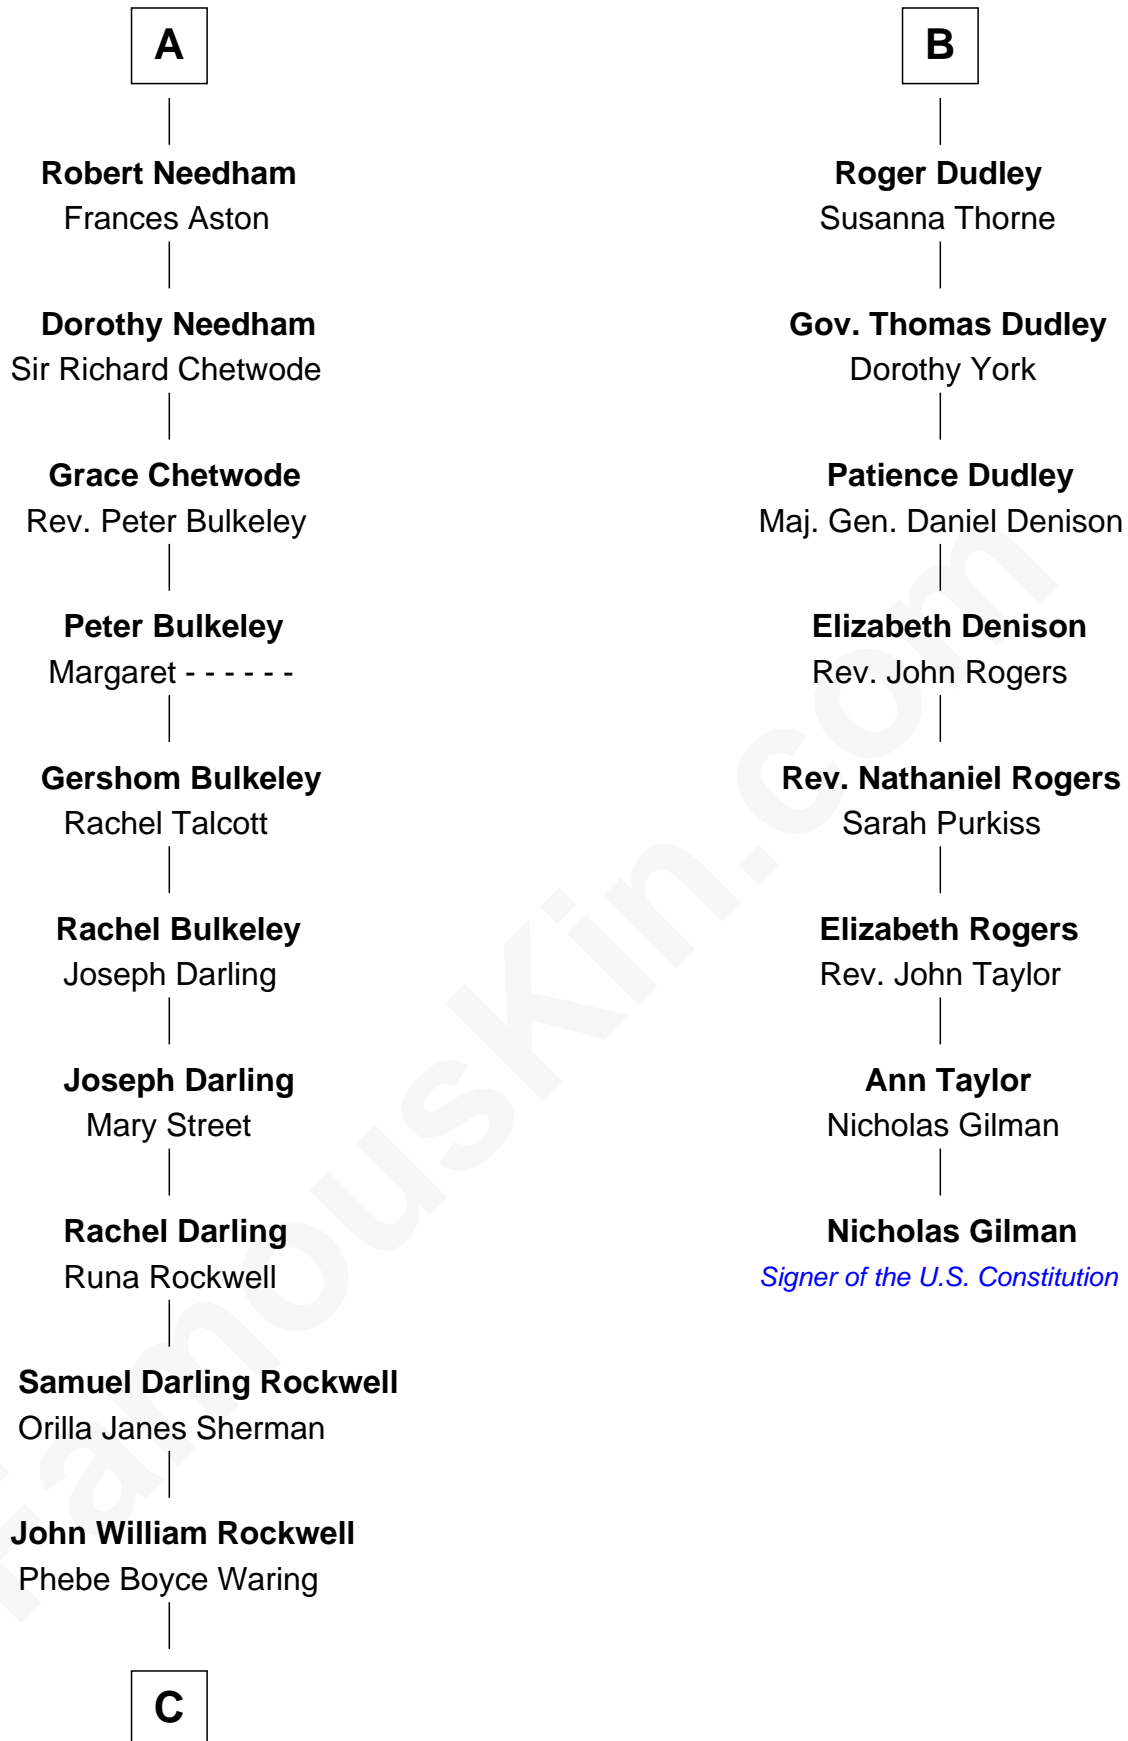 A
Robert Needham
Frances Aston
Dorothy Needham
Sir Richard Chetwode
Grace Chetwode
Rev. Peter Bulkeley
Peter Bulkeley
Margaret - - - - - -
Gershom Bulkeley
Rachel Talcott
Rachel Bulkeley
Joseph Darling
Joseph Darling
Mary Street
Rachel Darling
Runa Rockwell
Samuel Darling Rockwell
Orilla Janes Sherman
John William Rockwell
Phebe Boyce Waring
C
B
Roger Dudley
Susanna Thorne
Gov. Thomas Dudley
Dorothy York
Patience Dudley
Maj. Gen. Daniel Denison
Elizabeth Denison
Rev. John Rogers
Rev. Nathaniel Rogers
Sarah Purkiss
Elizabeth Rogers
Rev. John Taylor
Ann Taylor
Nicholas Gilman
Nicholas Gilman
Signer of the U.S. Constitution
FamousKin.com